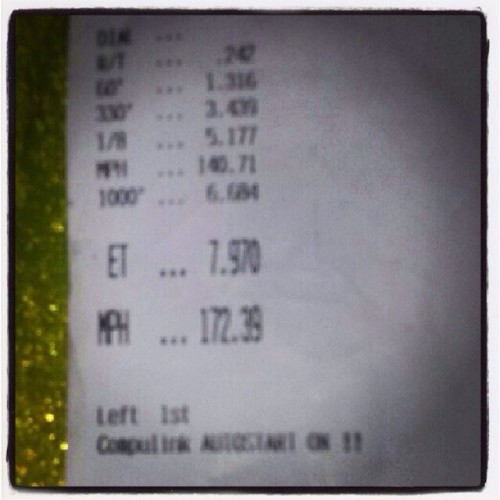 DIAL ...
R/T ... .242
60' ... 1.316
330' ... 3.439
1/8 ... 5.177
MPH ... 140.71
1000' ... 6.684
ET ... 7.970
MPH ... 172.39
Left 1st
Compulink AUTOSTART ON !!